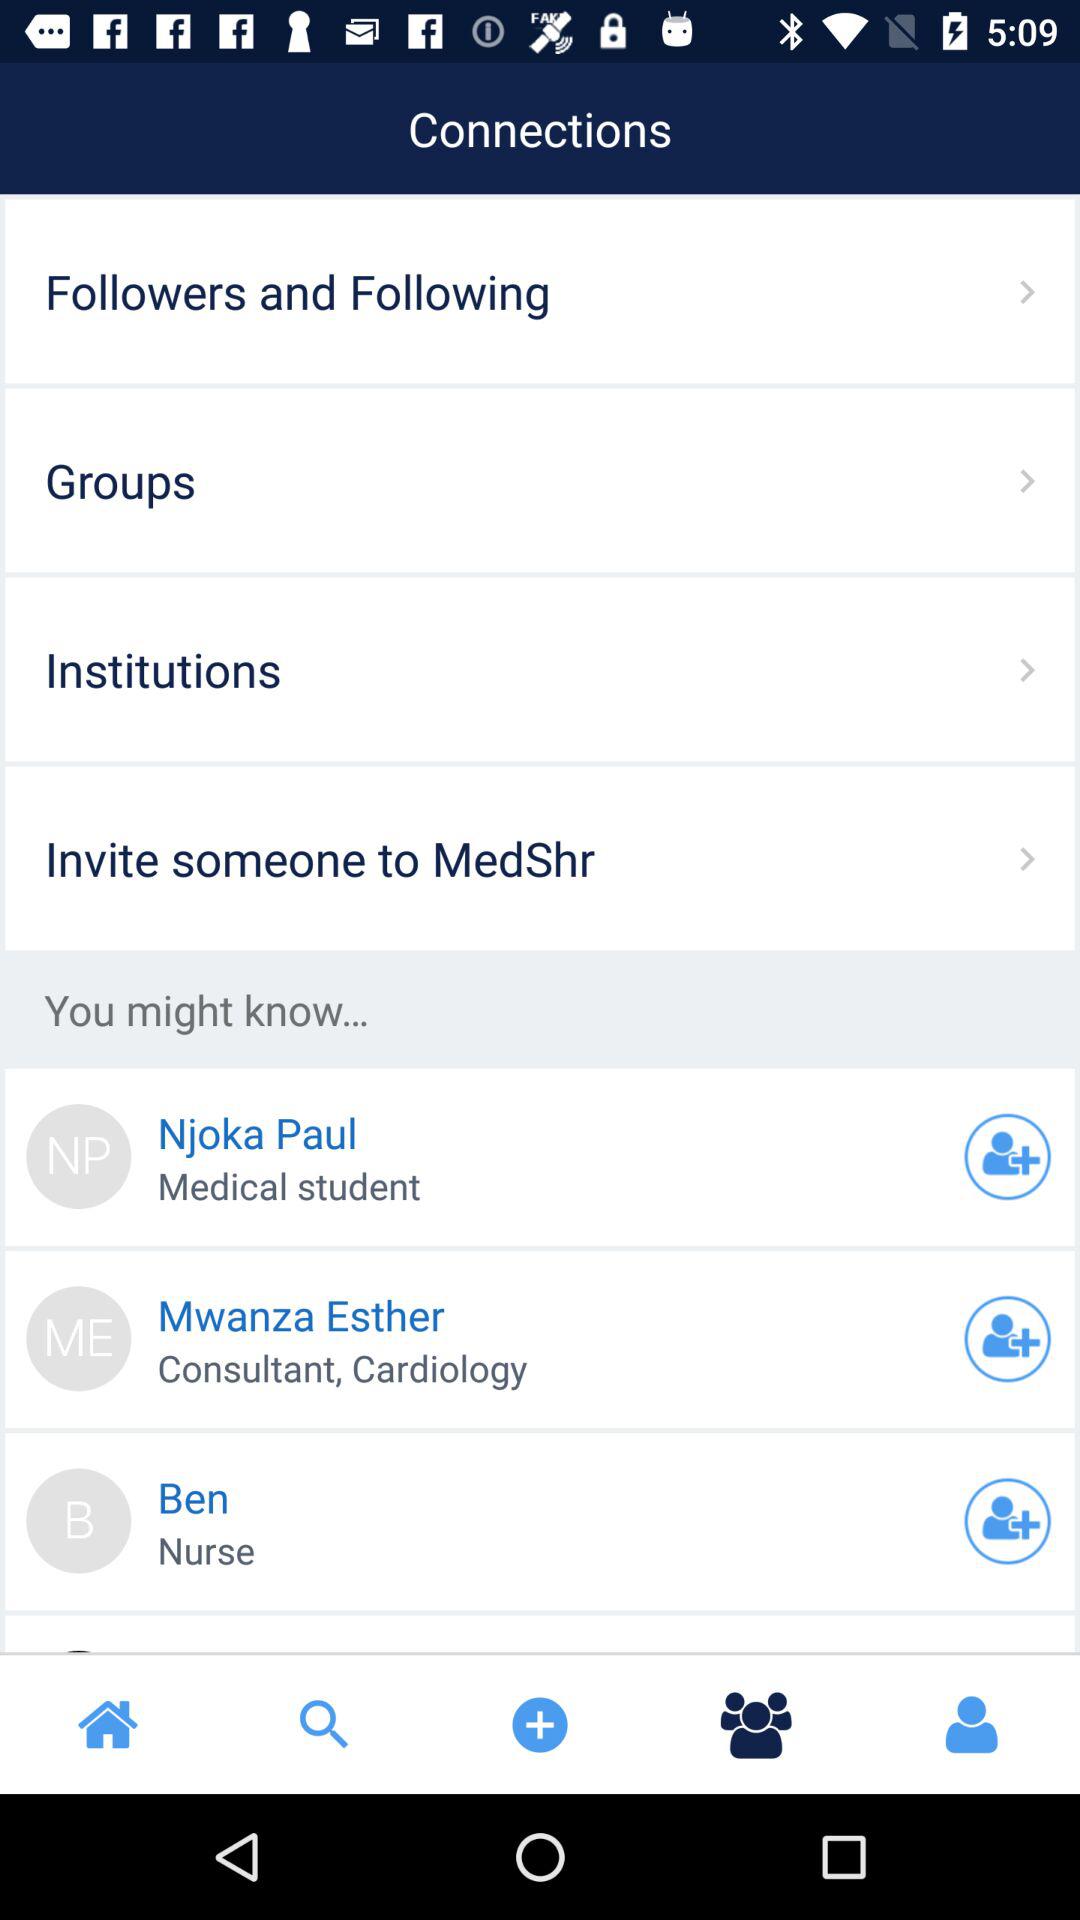 FAKE
5:09
Connections
Followers and Following
Groups
Institutions
Invite someone to MedShr
You might know...
NP
Njoka Paul
Medical student
ME
Mwanza Esther
Consultant, Cardiology
B
Ben
Nurse